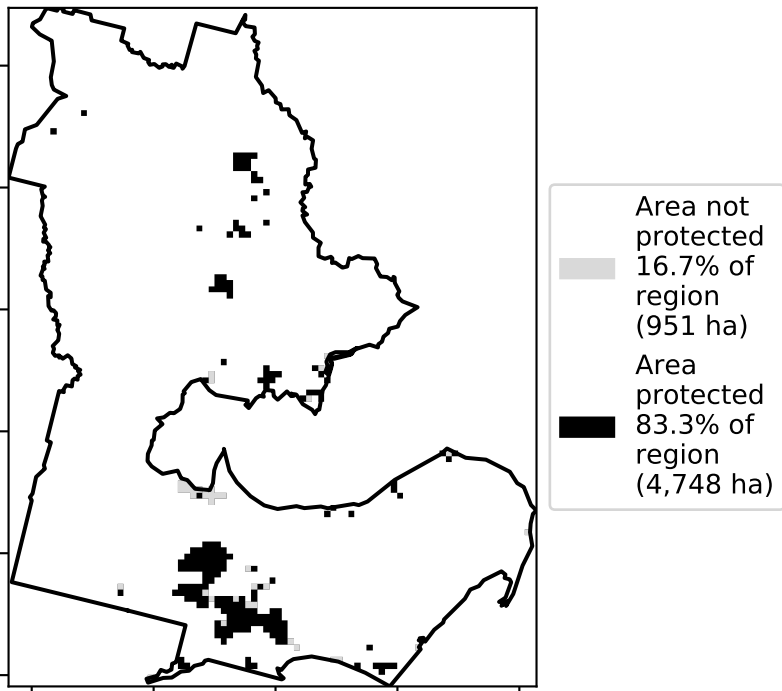 Area not
protected
16.7% of
region
(951 ha)
Area
protected
83.3% of
region
(4,748 ha)